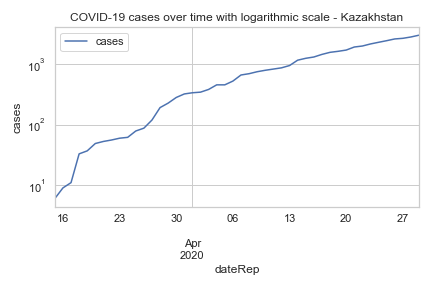 COVID-19 cases over time with logarithmic scale - Kazakhstan
cases
cases
10³
10²
10¹
16 23 30 06 13 20 27
Apr
2020
dateRep